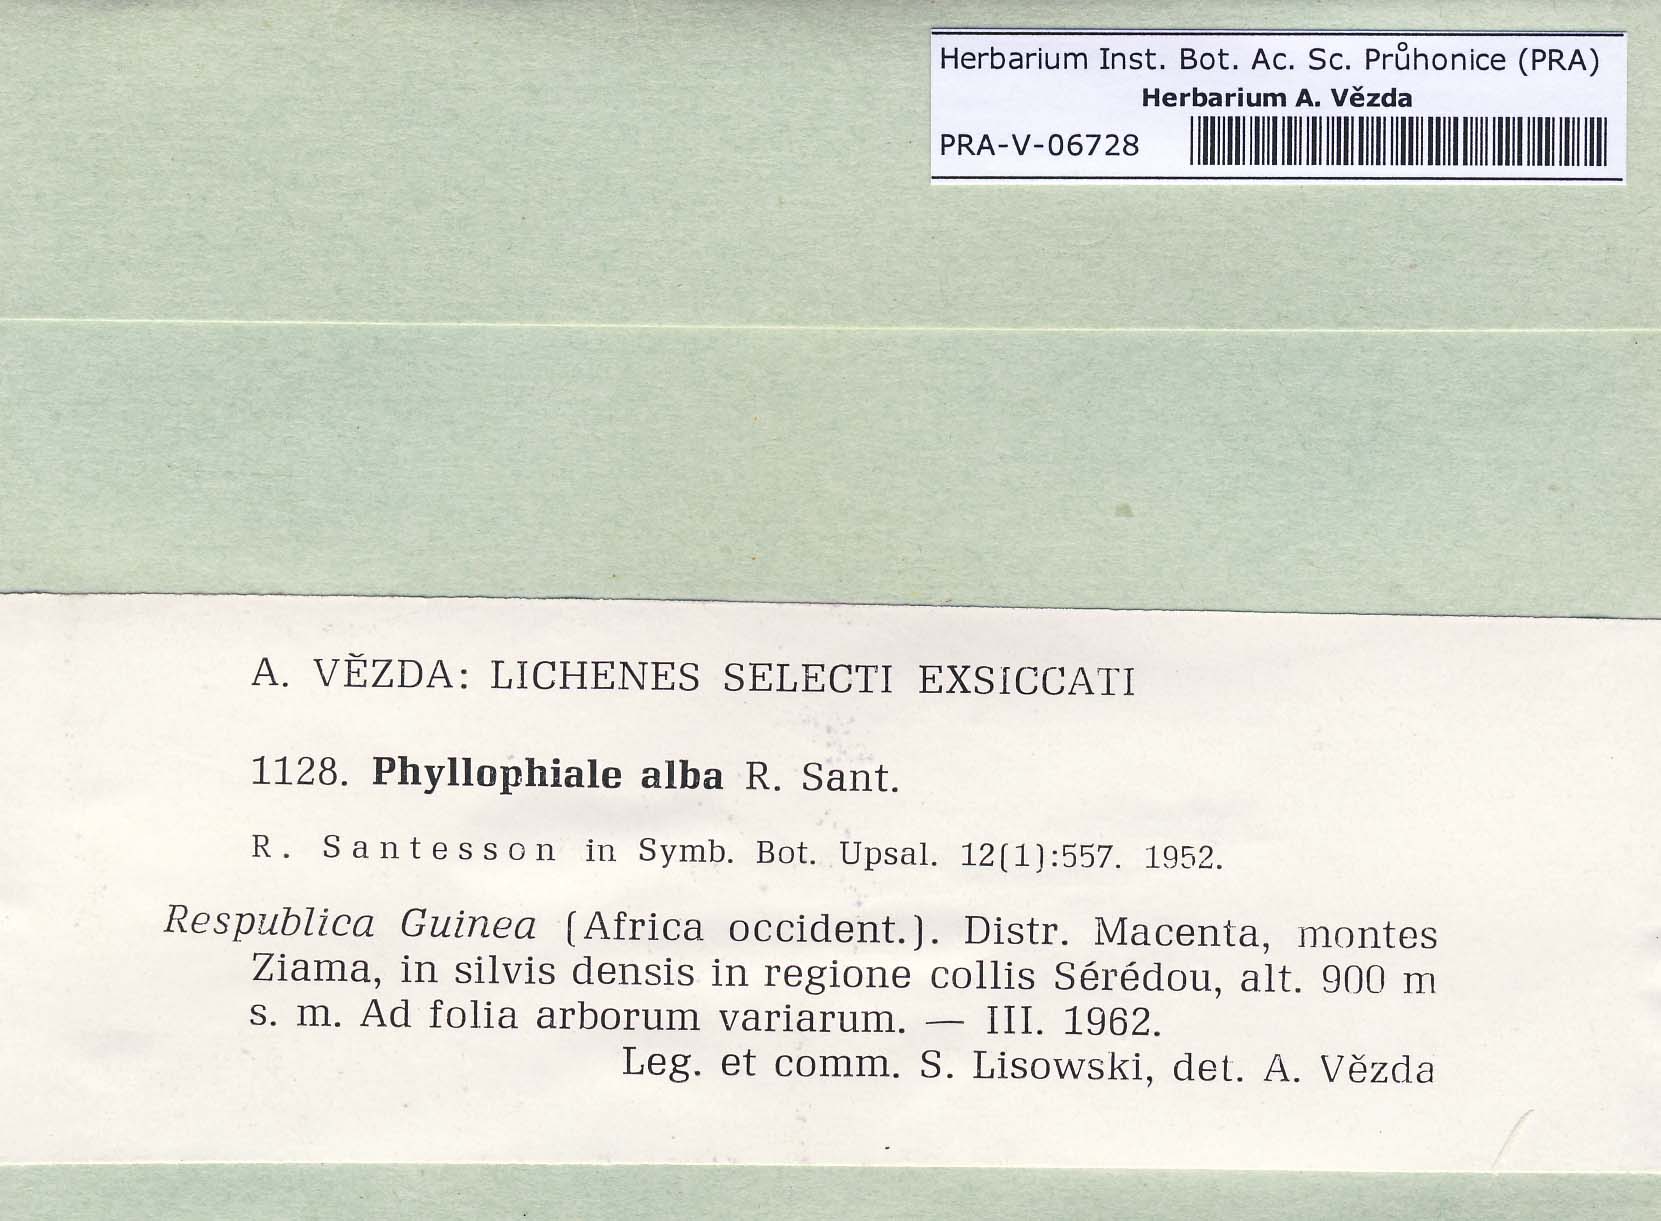 Herbarium Inst. Bot. Ac. Sc. Průhonice (PRA)
Herbarium A. Vězda
PRA-V-06728
A. VĚZDA: LICHENES SELECTI EXSICCATI
1128. Phyllophiale alba R. Sant.
R. Santesson in Symb. Bot. Upsal. 12(1):557. 1952.
Respublica Guinea (Africa occident.). Distr. Macenta, montes
Ziama, in silvis densis in regione collis Sérédou, alt. 900 m
s. m. Ad folia arborum variarum. — III. 1962.
Leg. et comm. S. Lisowski, det. A. Vězda